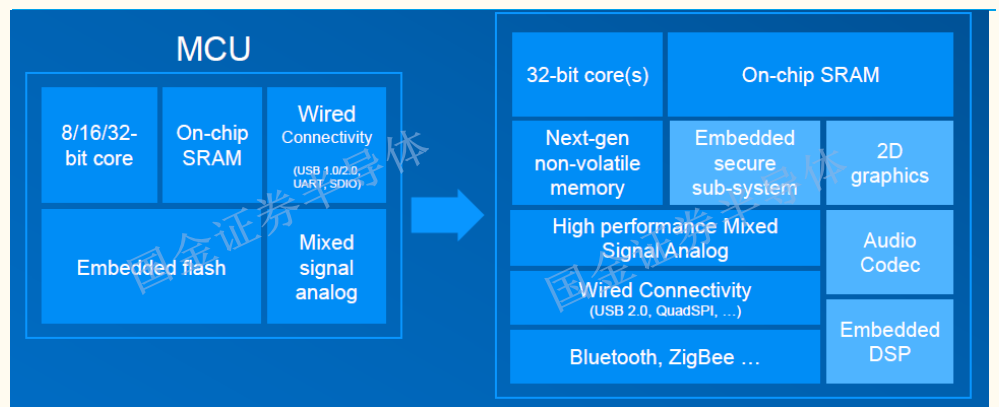 MCU
8/16/32-
bit core
On-chip
SRAM
Wired
Connectivity
(USB 1.0/2.0,
UART, SDIO)
Embedded flash
Mixed
signal
analog
国金证券半导体
32-bit core(s)
On-chip SRAM
Next-gen
non-volatile
memory
Embedded
secure
sub-system
2D
graphics
High performance Mixed
Signal Analog
Audio
Codec
Wired Connectivity
(USB 2.0, QuadSPI, …)
Embedded
DSP
Bluetooth, ZigBee …
国金证券半导体